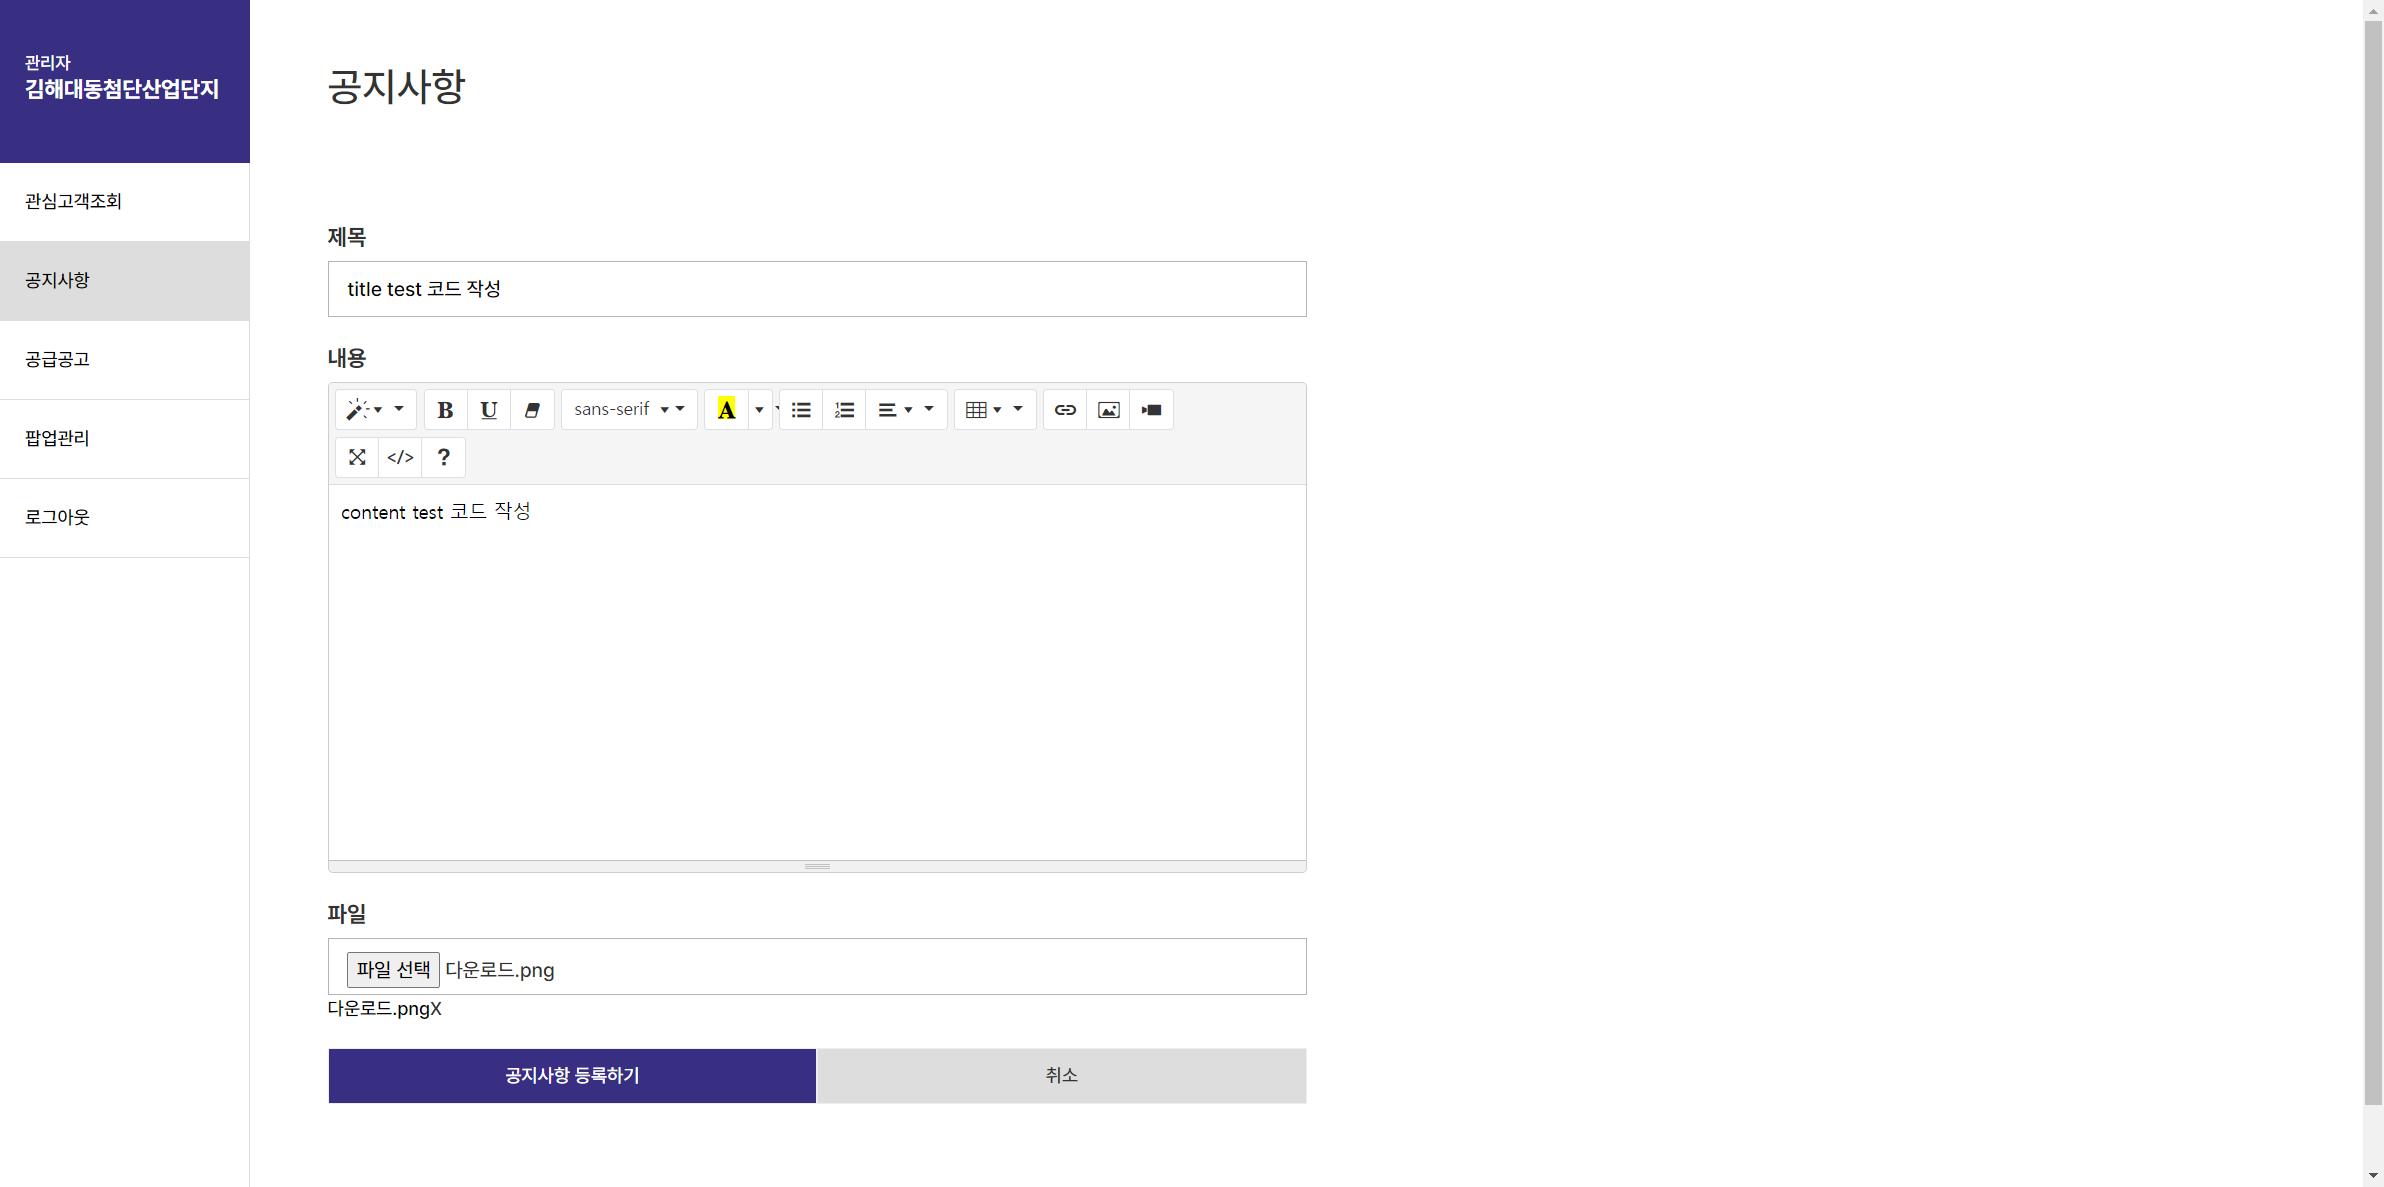 관리자
김해대동첨단산업단지
관심고객조회
공지사항
공급공고
팝업관리
로그아웃
공지사항
제목
title test 코드 작성
내용
B U sans-serif A
</> ?
content test 코드 작성
파일
파일 선택 다운로드.png
다운로드.pngX
공지사항 등록하기 취소